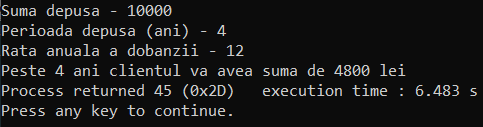 Suma depusa - 10000
Perioada depusa (ani) - 4
Rata anuala a dobanzii - 12
Peste 4 ani clientul va avea suma de 4800 lei
Process returned 45 (0x2D)   execution time : 6.483 s
Press any key to continue.